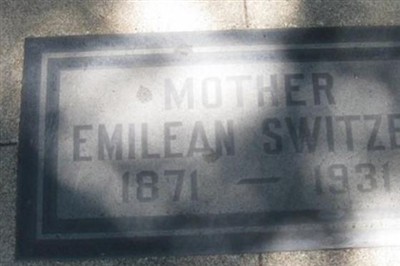 MOTHER
EMILEAN SWITZE
1871 — 1931